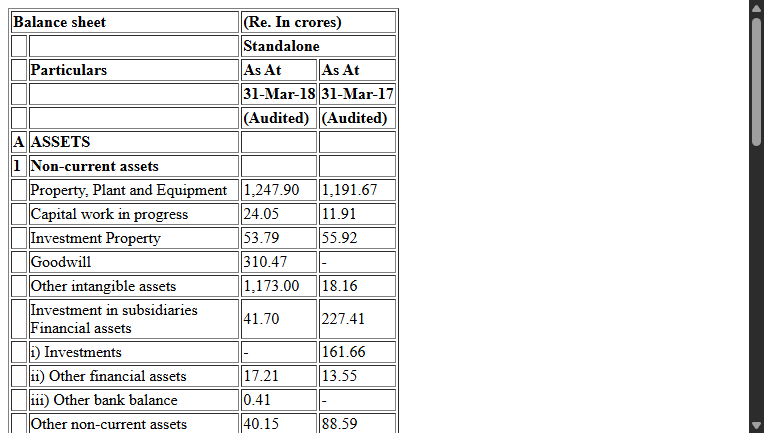 Balance sheet (Re. In crores)
Standalone
Particulars As At As At
31-Mar-18 31-Mar-17
(Audited) (Audited)
A ASSETS
1 Non-current assets
Property, Plant and Equipment 1,247.90 1,191.67
Capital work in progress 24.05 11.91
Investment Property 53.79 55.92
Goodwill 310.47 -
Other intangible assets 1,173.00 18.16
Investment in subsidiaries
Financial assets 41.70 227.41
i) Investments - 161.66
ii) Other financial assets 17.21 13.55
iii) Other bank balance 0.41 -
Other non-current assets 40.15 88.59